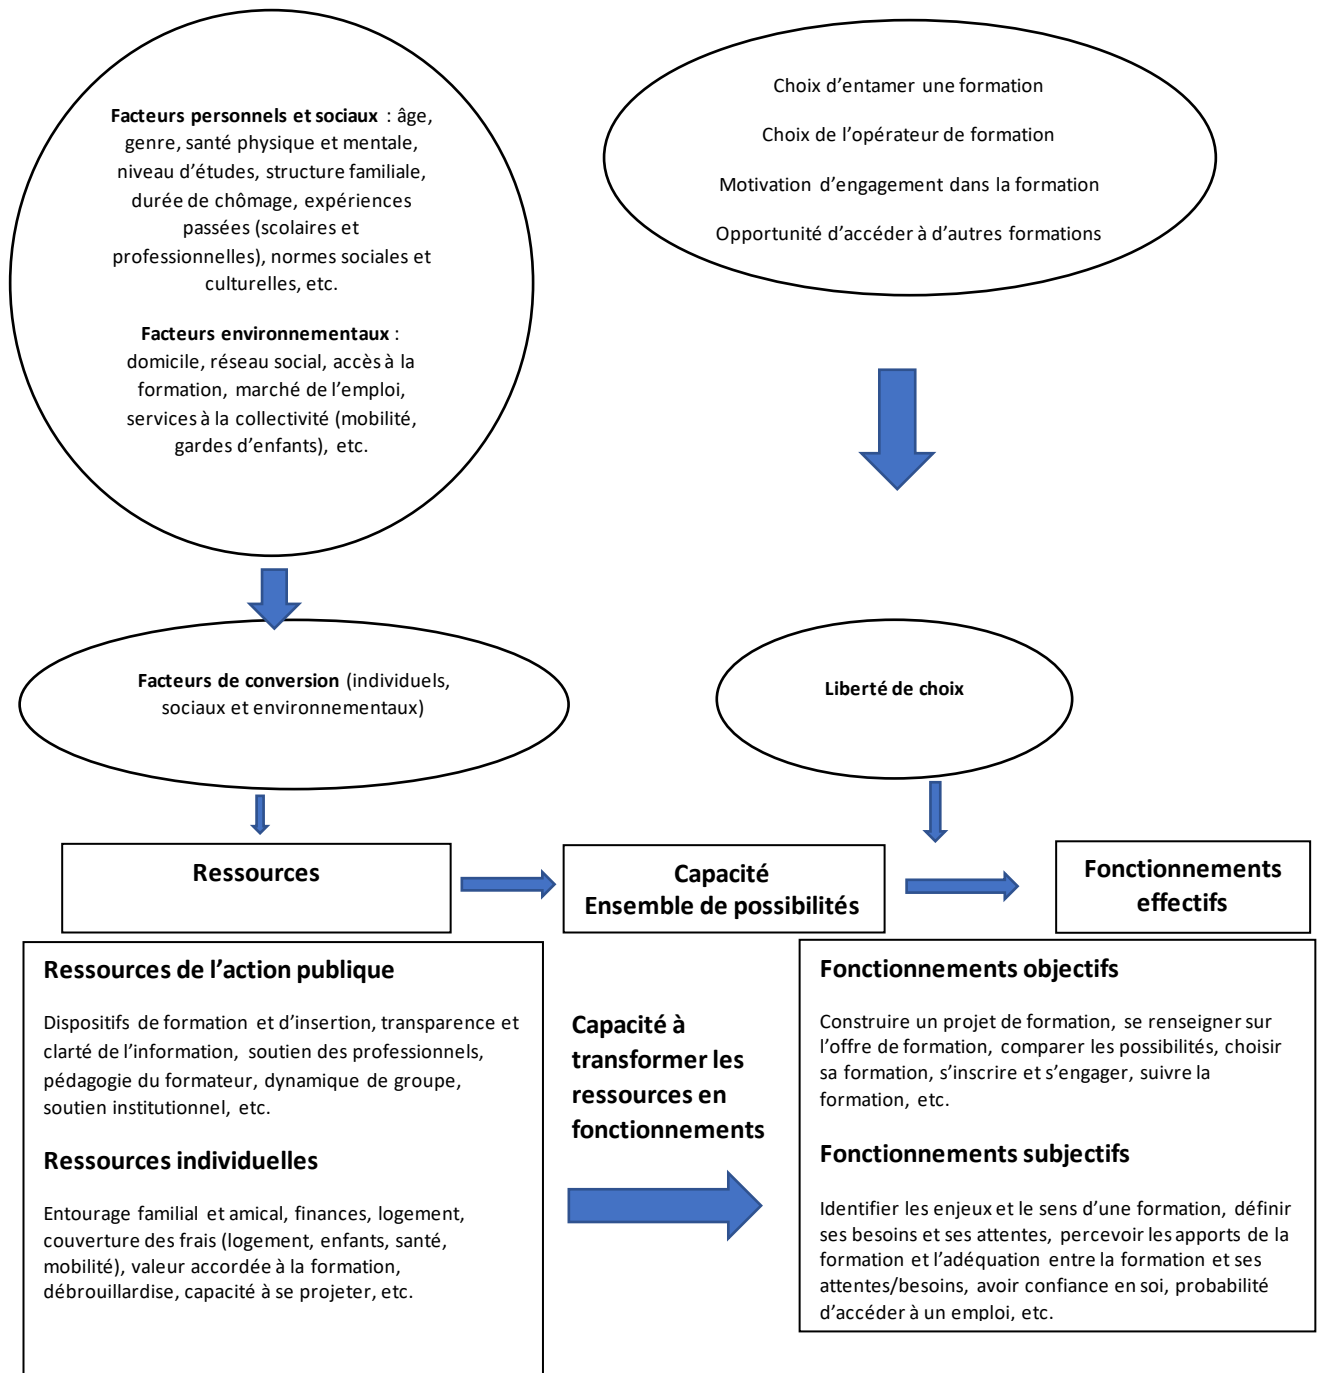 Facteurs personnels et sociaux : âge,
genre, santé physique et mentale,
niveau d’études, structure familiale,
durée de chômage, expériences
passées (scolaires et
professionnelles), normes sociales et
culturelles, etc.
Facteurs environnementaux :
domicile, réseau social, accès à la
formation, marché de l’emploi,
services à la collectivité (mobilité,
gardes d’enfants), etc.
Choix d’entamer une formation
Choix de l’opérateur de formation
Motivation d’engagement dans la formation
Opportunité d’accéder à d’autres formations
Facteurs de conversion (individuels,
sociaux et environnementaux)
Liberté de choix
Ressources
Capacité
Ensemble de possibilités
Fonctionnements
effectifs
Ressources de l’action publique
Dispositifs de formation et d’insertion, transparence et
clarté de l’information, soutien des professionnels,
pédagogie du formateur, dynamique de groupe,
soutien institutionnel, etc.
Ressources individuelles
Entourage familial et amical, finances, logement,
couverture des frais (logement, enfants, santé,
mobilité), valeur accordée à la formation,
débrouillardise, capacité à se projeter, etc.
Capacité à
transformer les
ressources en
fonctionnements
Fonctionnements objectifs
Construire un projet de formation, se renseigner sur
l’offre de formation, comparer les possibilités, choisir
sa formation, s’inscrire et s’engager, suivre la
formation, etc.
Fonctionnements subjectifs
Identifier les enjeux et le sens d’une formation, définir
ses besoins et ses attentes, percevoir les apports de la
formation et l’adéquation entre la formation et ses
attentes/besoins, avoir confiance en soi, probabilité
d’accéder à un emploi, etc.